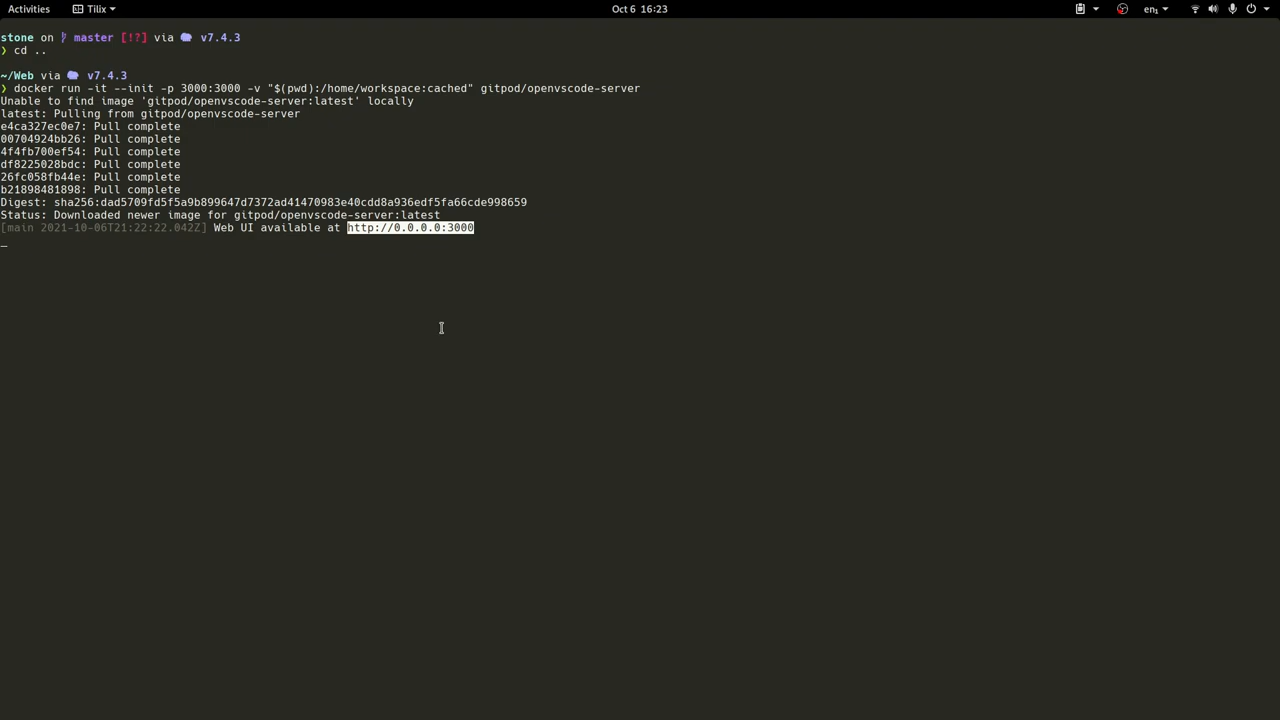 Activities Tilix Oct 6 16:23 en₁
stone on master [!?] via v7.4.3
❯ cd ..
~/Web via v7.4.3
❯ docker run -it --init -p 3000:3000 -v "$(pwd):/home/workspace:cached" gitpod/openvscode-server
Unable to find image 'gitpod/openvscode-server:latest' locally
latest: Pulling from gitpod/openvscode-server
e4ca327ec0e7: Pull complete
00704924bb26: Pull complete
4f4fb700ef54: Pull complete
df8225028bdc: Pull complete
26fc058fb44e: Pull complete
b21898481898: Pull complete
Digest: sha256:dad5709fd5f5a9b899647d7372ad41470983e40cdd8a936edf5fa66cde998659
Status: Downloaded newer image for gitpod/openvscode-server:latest
[main 2021-10-06T21:22:22.042Z] Web UI available at http://0.0.0.0:3000